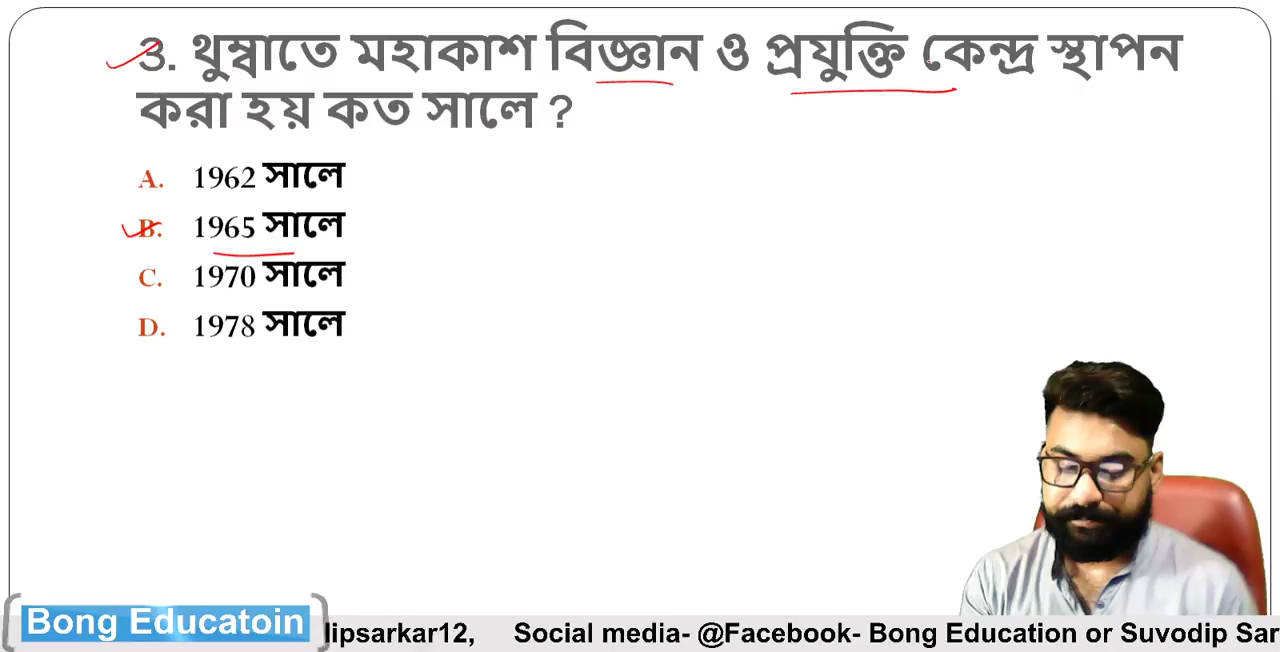 3. থুম্বাতে মহাকাশ বিজ্ঞান ও প্রযুক্তি কেন্দ্র স্থাপন
করা হয় কত সালে ?
A. 1962 সালে
B. 1965 সালে
C. 1970 সালে
D. 1978 সালে
Bong Educatoin lipsarkar12, Social media- @Facebook- Bong Education or Suvodip Sar